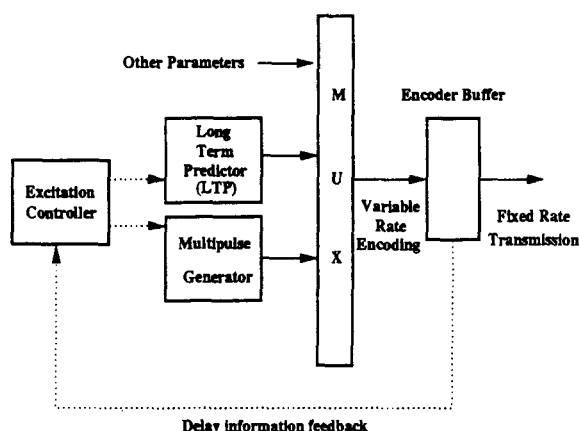 Other Parameters
M
U
X
Encoder Buffer
Long
Term
Predictor
(LTP)
Excitation
Controller
Multipulse
Generator
Variable
Rate
Encoding
Fixed Rate
Transmission
Delay information feedback